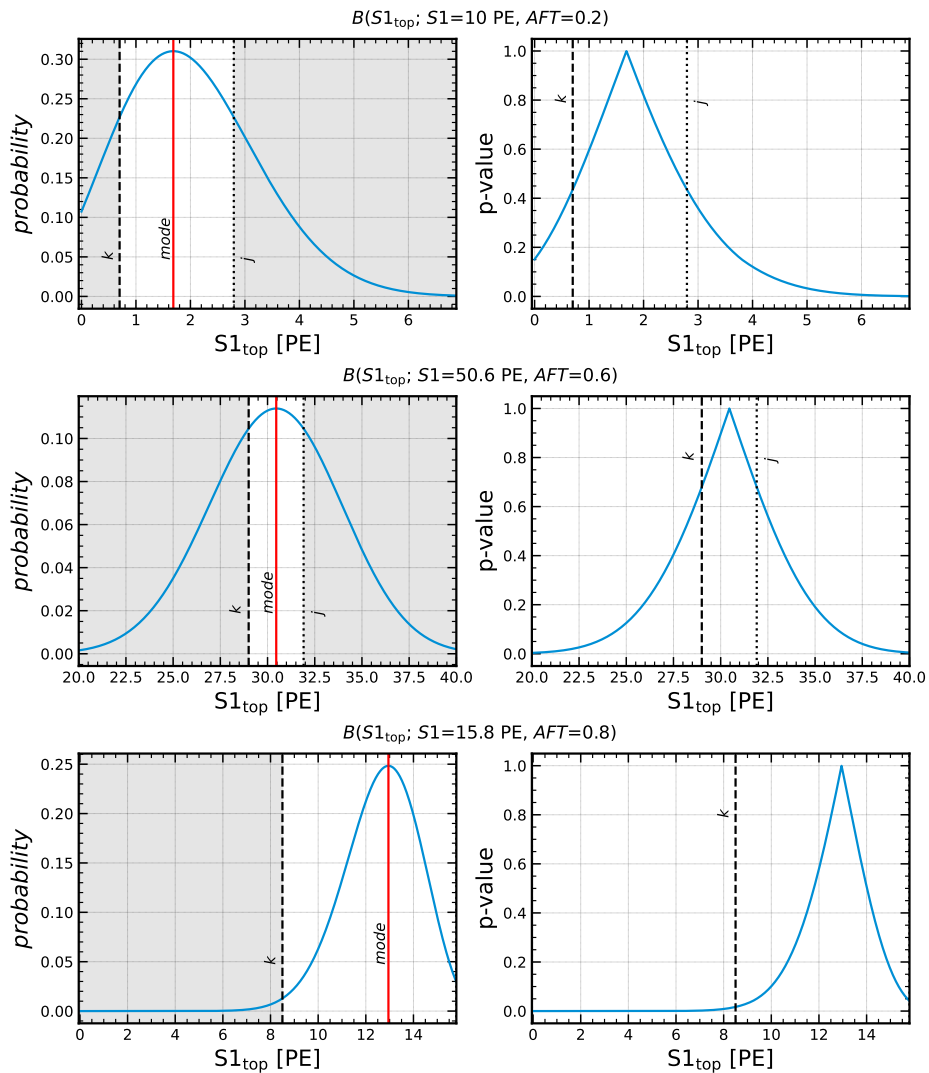 B(S1top; S1=10 PE, AFT=0.2)
probability
0.30
0.25
0.20
0.15
0.10
0.05
0.00
k
mode
j
0 1 2 3 4 5 6
S1top [PE]
p-value
1.0
0.8
0.6
0.4
0.2
0.0
k
j
0 1 2 3 4 5 6
S1top [PE]
B(S1top; S1=50.6 PE, AFT=0.6)
probability
0.10
0.08
0.06
0.04
0.02
0.00
k
mode
j
20.0 22.5 25.0 27.5 30.0 32.5 35.0 37.5 40.0
S1top [PE]
p-value
1.0
0.8
0.6
0.4
0.2
0.0
k
j
20.0 22.5 25.0 27.5 30.0 32.5 35.0 37.5 40.0
S1top [PE]
B(S1top; S1=15.8 PE, AFT=0.8)
probability
0.25
0.20
0.15
0.10
0.05
0.00
k
mode
0 2 4 6 8 10 12 14
S1top [PE]
p-value
1.0
0.8
0.6
0.4
0.2
0.0
k
0 2 4 6 8 10 12 14
S1top [PE]